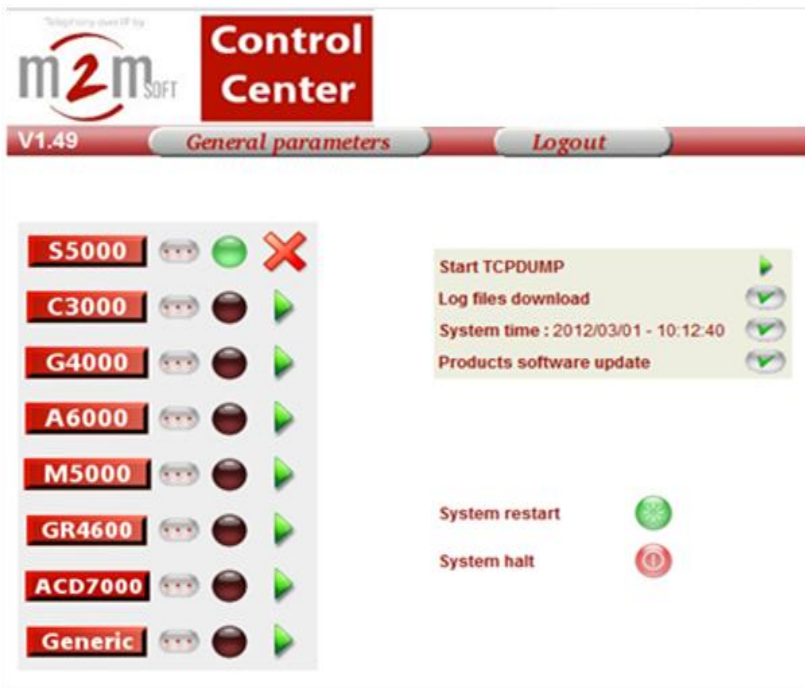 Telephony over IP by
m2m SOFT
Control
Center
V1.49 General parameters Logout
S5000
C3000
G4000
A6000
M5000
GR4600
ACD7000
Generic
Start TCPDUMP
Log files download
System time : 2012/03/01 - 10:12:40
Products software update
System restart
System halt